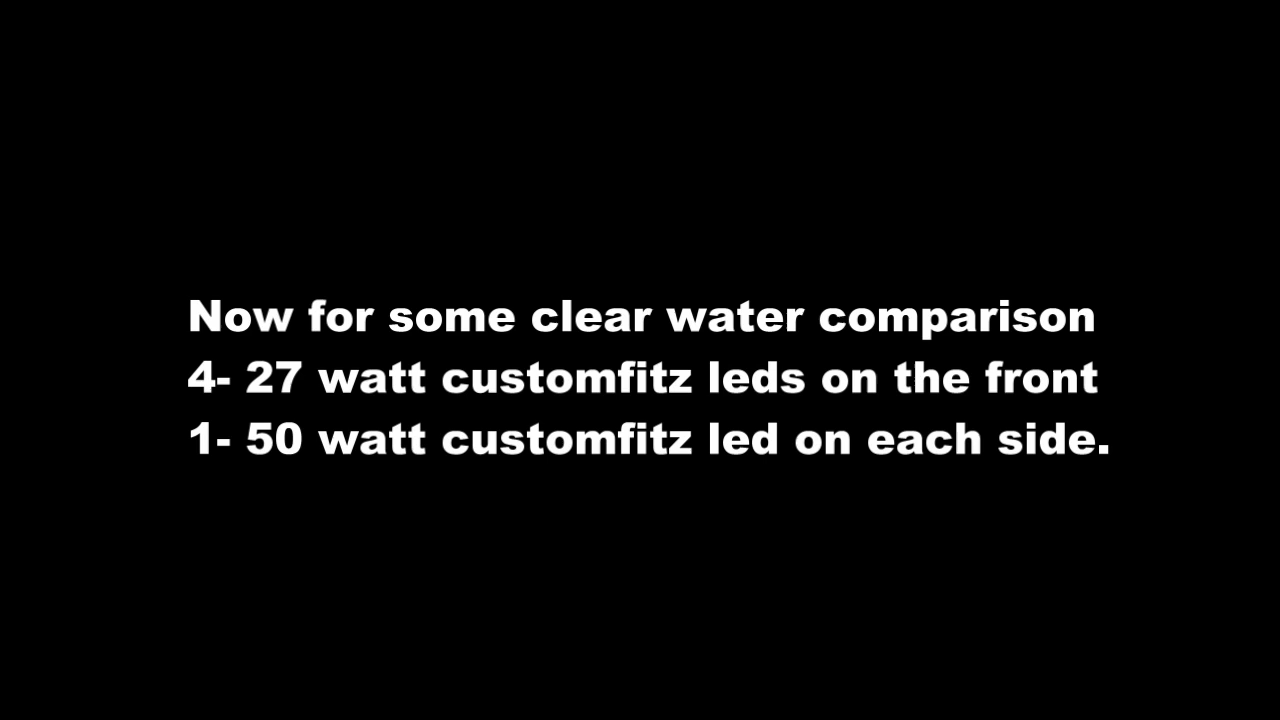 Now for some clear water comparison
4- 27 watt customfitz leds on the front
1- 50 watt customfitz led on each side.